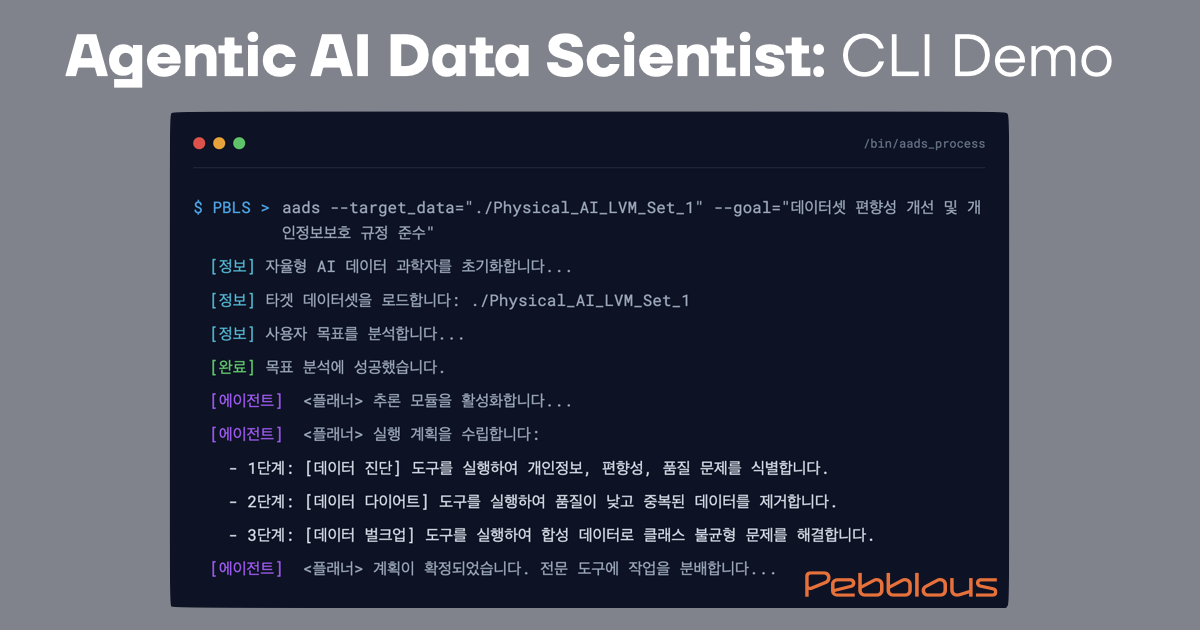 Agentic AI Data Scientist: CLI Demo
/bin/aads_process
$ PBLS > aads --target_data="./Physical_AI_LVM_Set_1" --goal="데이터셋 편향성 개선 및 개
인정보보호 규정 준수"
[정보] 자율형 AI 데이터 과학자를 초기화합니다...
[정보] 타겟 데이터셋을 로드합니다: ./Physical_AI_LVM_Set_1
[정보] 사용자 목표를 분석합니다...
[완료] 목표 분석에 성공했습니다.
[에이전트] <플래너> 추론 모듈을 활성화합니다...
[에이전트] <플래너> 실행 계획을 수립합니다:
- 1단계: [데이터 진단] 도구를 실행하여 개인정보, 편향성, 품질 문제를 식별합니다.
- 2단계: [데이터 다이어트] 도구를 실행하여 품질이 낮고 중복된 데이터를 제거합니다.
- 3단계: [데이터 벌크업] 도구를 실행하여 합성 데이터로 클래스 불균형 문제를 해결합니다.
[에이전트] <플래너> 계획이 확정되었습니다. 전문 도구에 작업을 분배합니다...
Pebblous